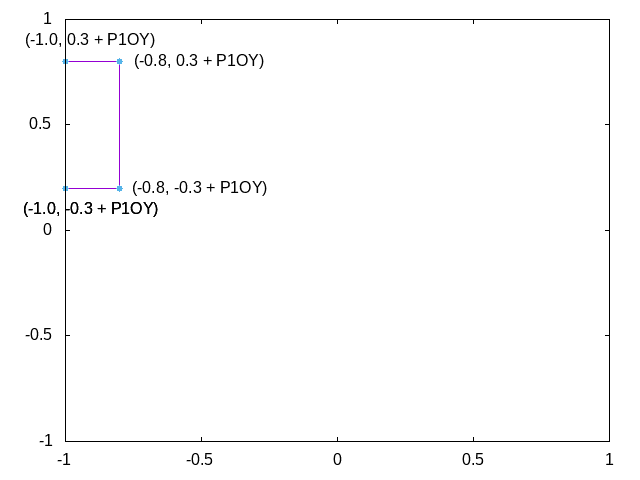 1
(-1.0, 0.3 + P1OY)
(-0.8, 0.3 + P1OY)
0.5
(-0.8, -0.3 + P1OY)
(-1.0, -0.3 + P1OY)
0
-0.5
-1
-1 -0.5 0 0.5 1